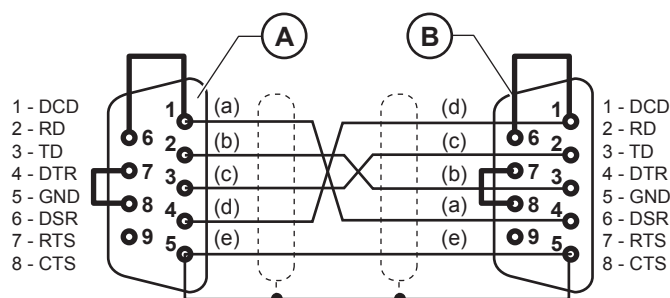 A
B
1 - DCD
2 - RD
3 - TD
4 - DTR
5 - GND
6 - DSR
7 - RTS
8 - CTS
1
2
3
4
5
6
7
8
9
(a)
(b)
(c)
(d)
(e)
(d)
(c)
(b)
(a)
(e)
1
2
3
4
5
6
7
8
9
1 - DCD
2 - RD
3 - TD
4 - DTR
5 - GND
6 - DSR
7 - RTS
8 - CTS